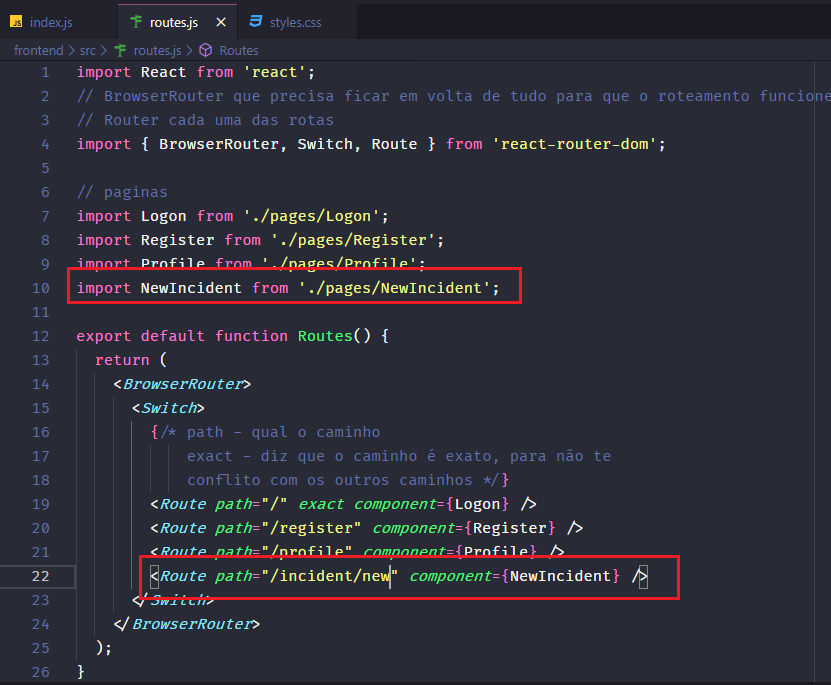 JS index.js routes.js × styles.css
frontend > src > routes.js > Routes
1 import React from 'react';
2 // BrowserRouter que precisa ficar em volta de tudo para que o roteamento funcione
3 // Router cada uma das rotas
4 import { BrowserRouter, Switch, Route } from 'react-router-dom';
5
6 // paginas
7 import Logon from './pages/Logon';
8 import Register from './pages/Register';
9 import Profile from './pages/Profile';
10 import NewIncident from './pages/NewIncident';
11
12 export default function Routes() {
13 return (
14 <BrowserRouter>
15 <Switch>
16 {/* path - qual o caminho
17 exact - diz que o caminho é exato, para não te
18 conflito com os outros caminhos */}
19 <Route path="/" exact component={Logon} />
20 <Route path="/register" component={Register} />
21 <Route path="/profile" component={Profile} />
22 <Route path="/incident/new" component={NewIncident} />
23 </Switch>
24 </BrowserRouter>
25 );
26 }